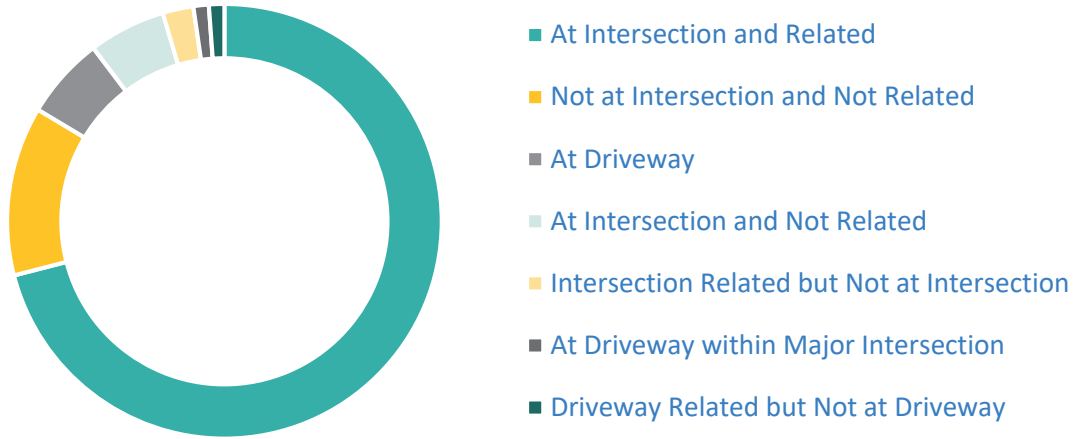 At Intersection and Related
Not at Intersection and Not Related
At Driveway
At Intersection and Not Related
Intersection Related but Not at Intersection
At Driveway within Major Intersection
Driveway Related but Not at Driveway